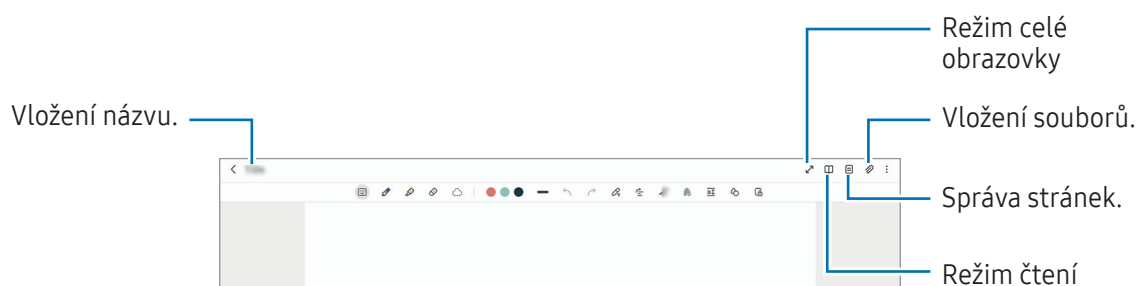 Režim celé
obrazovky
Vložení názvu.
Vložení souborů.
Správa stránek.
Režim čtení